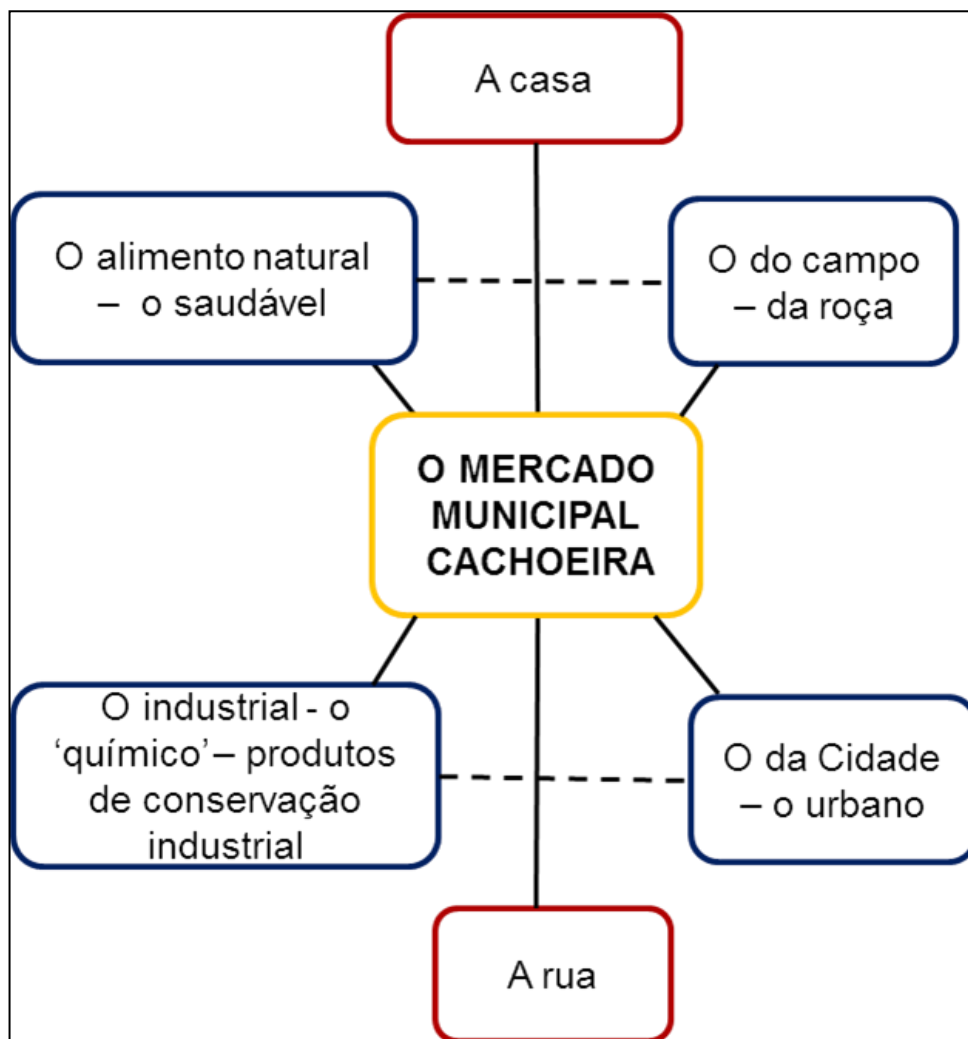 A casa
O alimento natural
– o saudável
O do campo
– da roça
O MERCADO
MUNICIPAL
CACHOEIRA
O industrial - o
‘químico’ – produtos
de conservação
industrial
O da Cidade
– o urbano
A rua